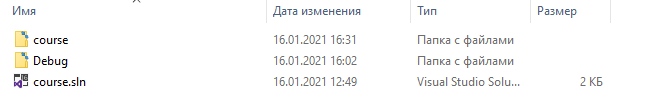 Имя Дата изменения Тип Размер
course 16.01.2021 16:31 Папка с файлами
Debug 16.01.2021 16:02 Папка с файлами
course.sln 16.01.2021 12:49 Visual Studio Solu... 2 КБ